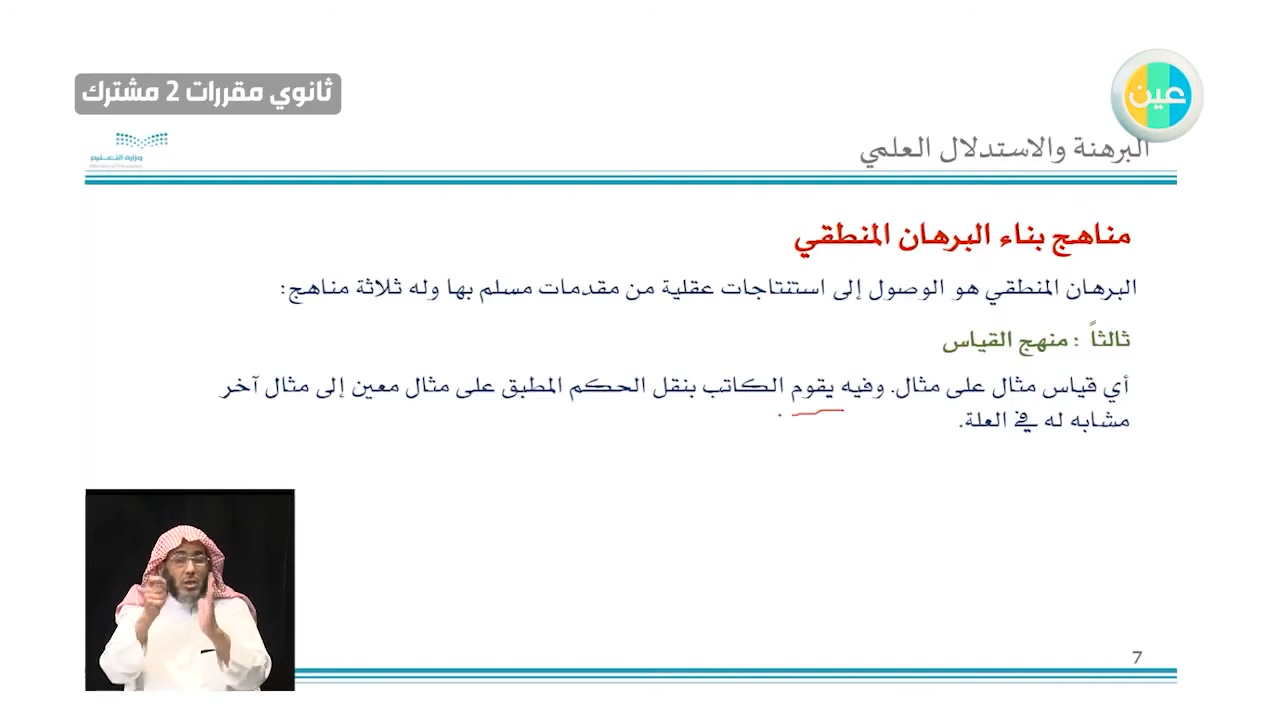 ثانوي مقررات 2 مشترك
عين
وزارة التعليم
البرهنة والاستدلال العلمي
مناهج بناء البرهان المنطقي
البرهان المنطقي هو الوصول إلى استنتاجات عقلية من مقدمات مسلم بها وله ثلاثة مناهج:
ثالثاً : منهج القياس
أي قياس مثال على مثال. وفيه يقوم الكاتب بنقل الحكم المطبق على مثال معين إلى مثال آخر
مشابه له في العلة.
7